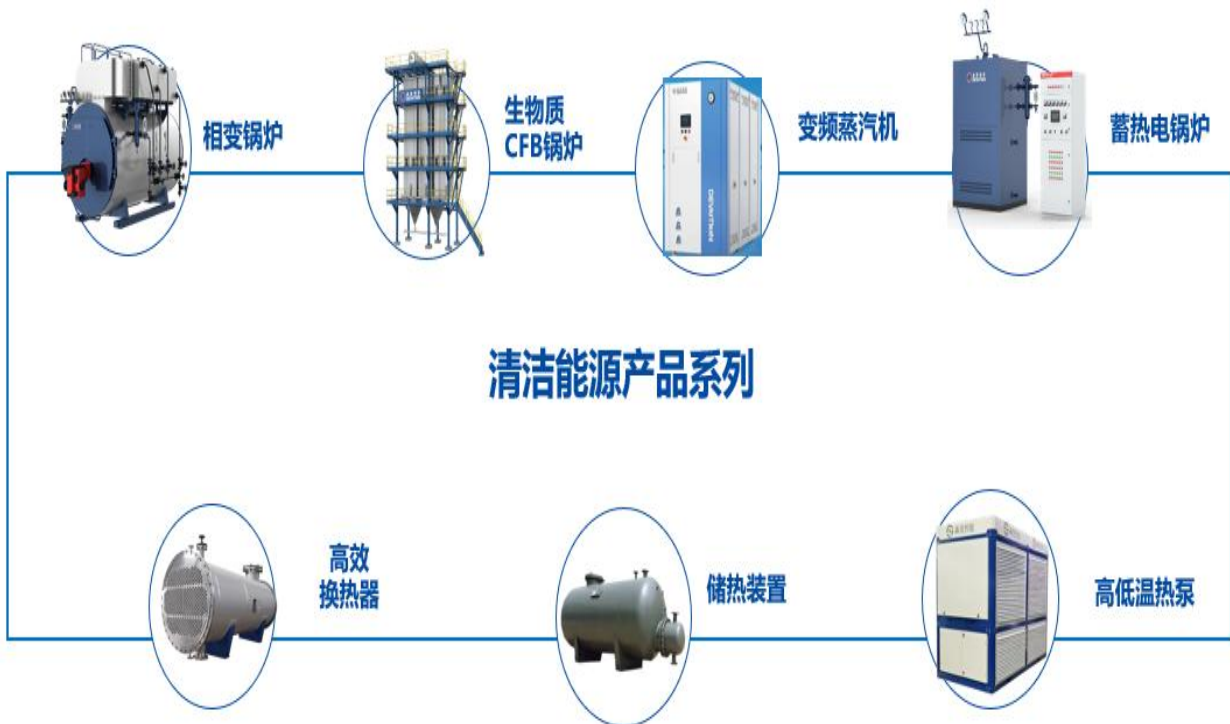 相变锅炉
生物质
CFB锅炉
变频蒸汽机
蓄热电锅炉
清洁能源产品系列
高效
换热器
储热装置
高低温热泵